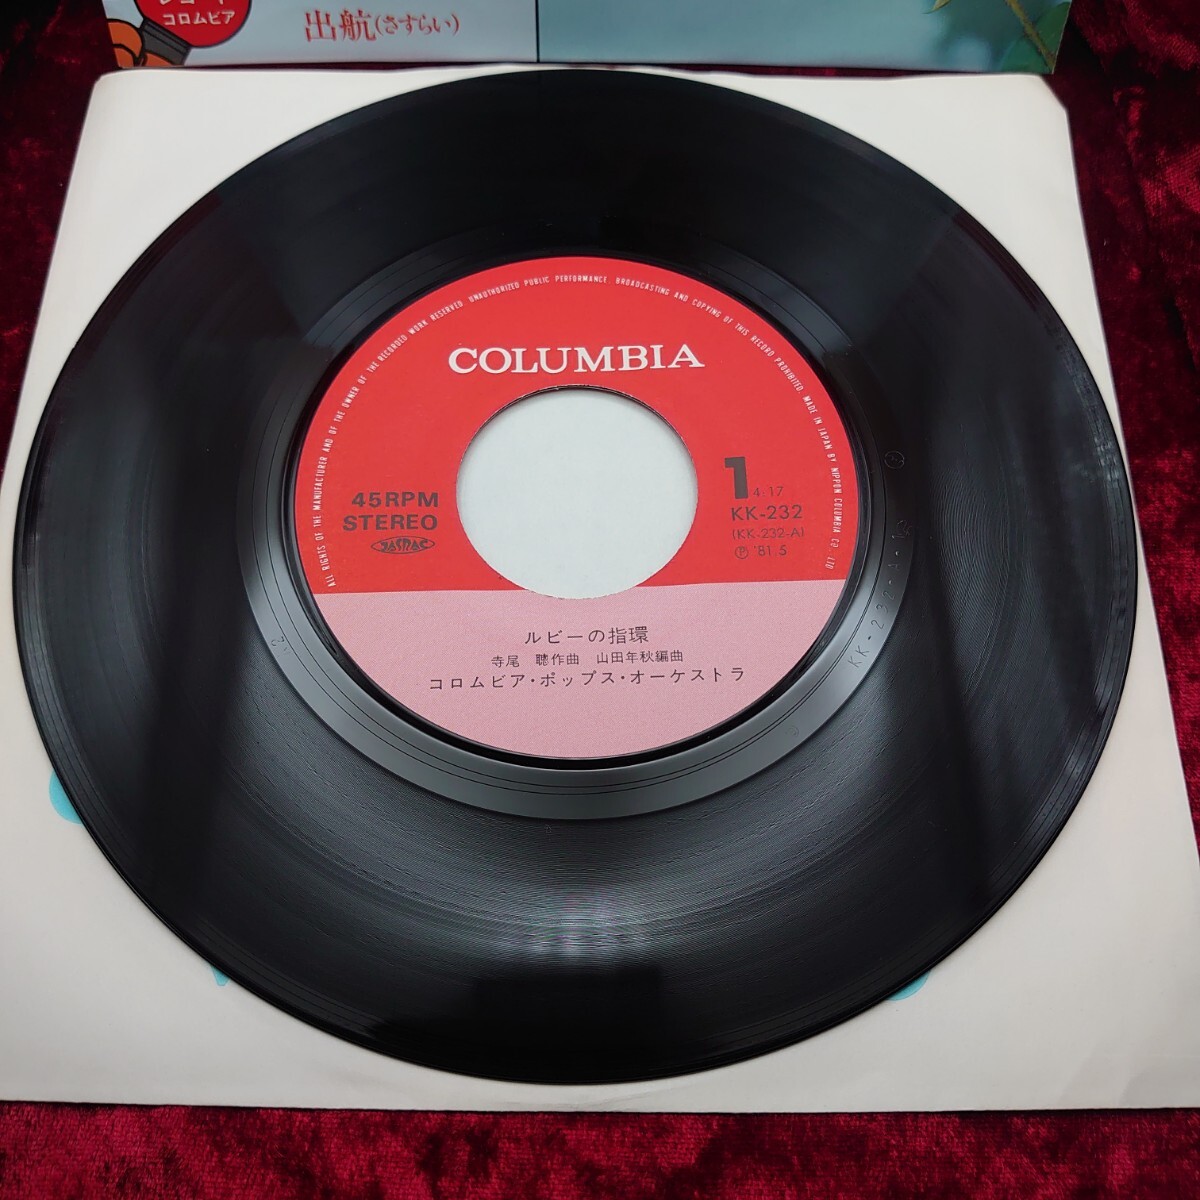 レコード
コロムビア
出航(さすらい)
ALL RIGHTS OF THE MANUFACTURER AND OF THE OWNER OF THE RECORDED WORK RESERVED. UNAUTHORIZED PUBLIC PERFORMANCE, BROADCASTING AND COPYING OF THIS RECORD PROHIBITED. MADE IN JAPAN BY NIPPON COLUMBIA CO., LTD
COLUMBIA
45RPM
STEREO
JASRAC
1
4:17
KK-232
(KK-232-A)
Ⓟ '81.5
ルビーの指環
寺尾 聰作曲 山田年秋編曲
コロムビア・ポップス・オーケストラ